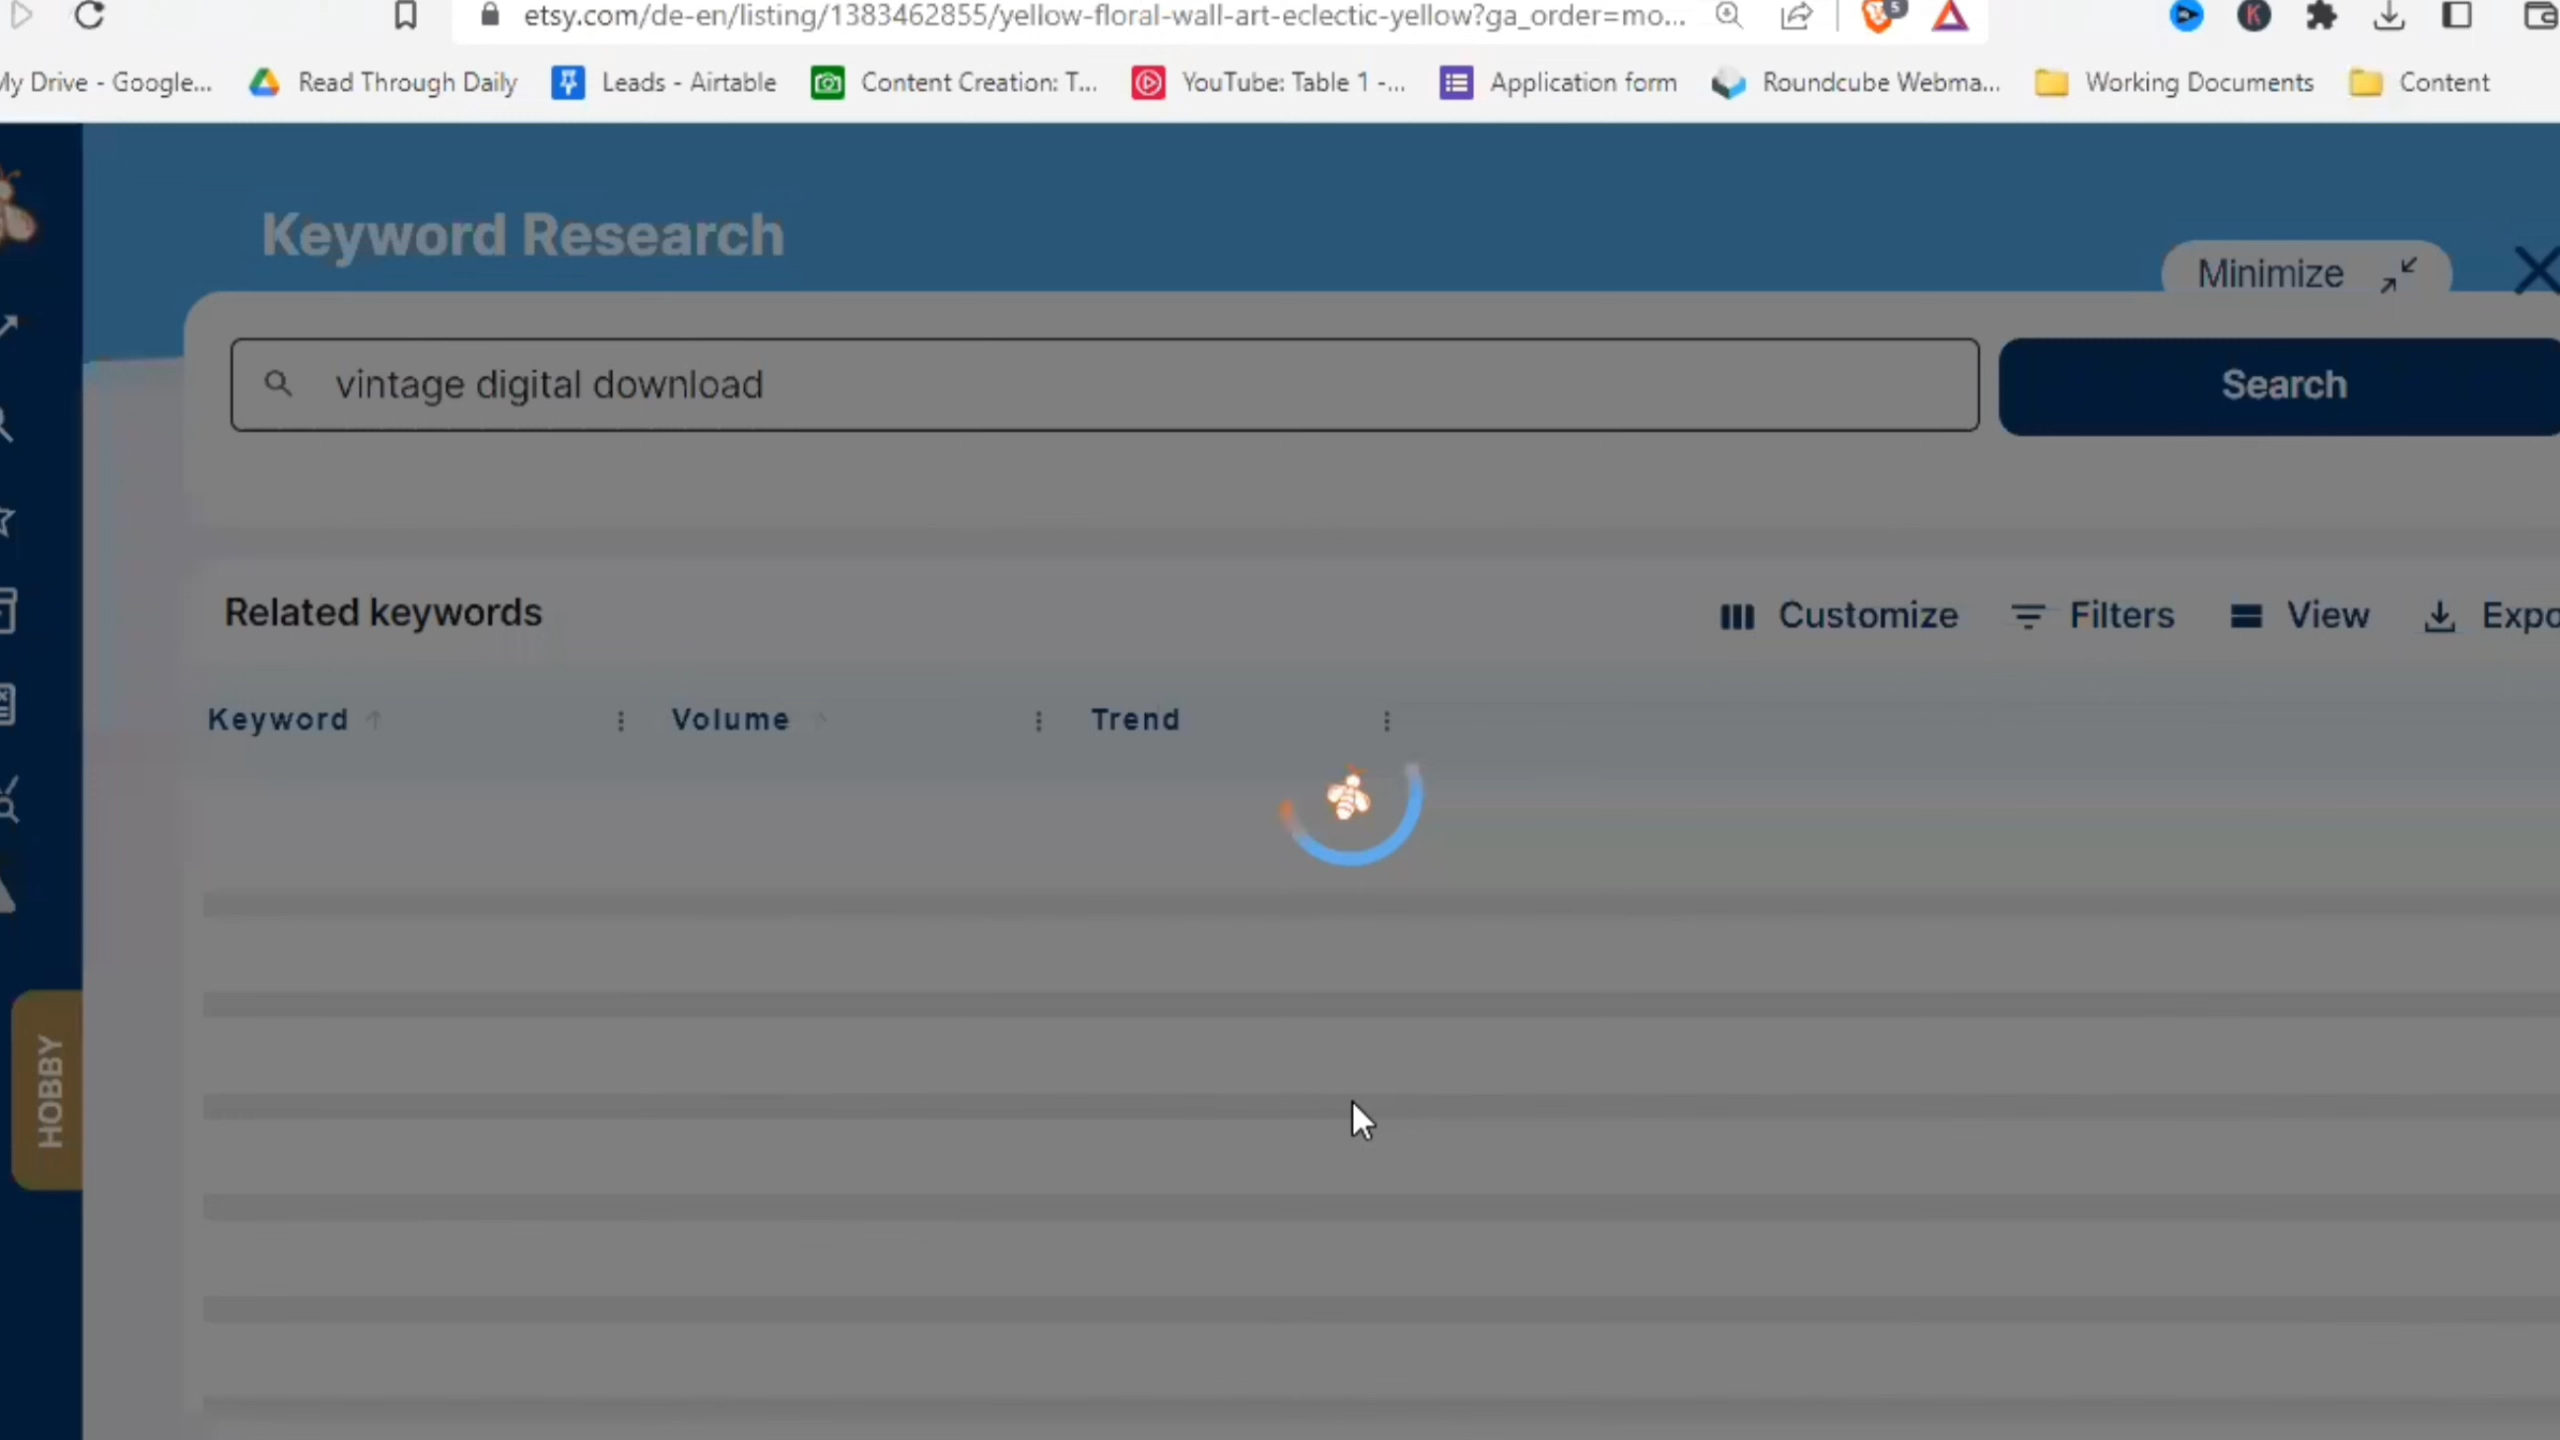 etsy.com/de-en/listing/1383462855/yellow-floral-wall-art-eclectic-yellow?ga_order=mo...
5
K
My Drive - Google... Read Through Daily Leads - Airtable Content Creation: T... YouTube: Table 1 -... Application form Roundcube Webma... Working Documents Content
Keyword Research
Minimize
vintage digital download
Search
Related keywords
Customize Filters View Expo
Keyword Volume Trend
HOBBY